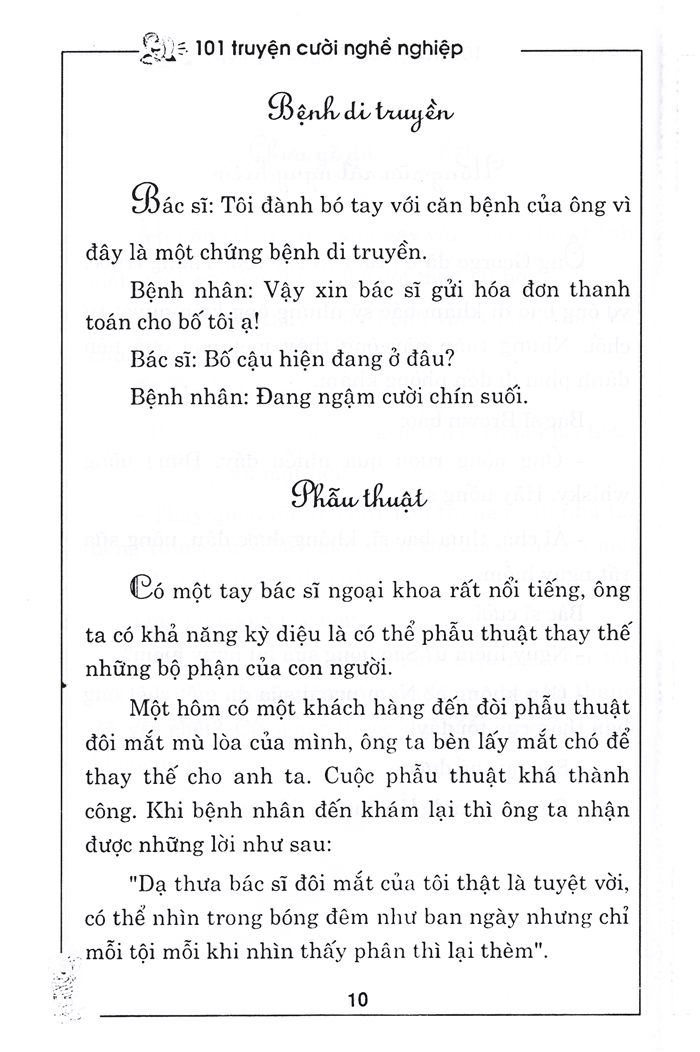 101 truyện cười nghề nghiệp
Bệnh di truyền
Bác sĩ: Tôi đành bó tay với căn bệnh của ông vì
đây là một chứng bệnh di truyền.
Bệnh nhân: Vậy xin bác sĩ gửi hóa đơn thanh
toán cho bố tôi ạ!
Bác sĩ: Bố cậu hiện đang ở đâu?
Bệnh nhân: Đang ngậm cười chín suối.
Phẫu thuật
Có một tay bác sĩ ngoại khoa rất nổi tiếng, ông
ta có khả năng kỳ diệu là có thể phẫu thuật thay thế
những bộ phận của con người.
Một hôm có một khách hàng đến đòi phẫu thuật
đôi mắt mù lòa của mình, ông ta bèn lấy mắt chó để
thay thế cho anh ta. Cuộc phẫu thuật khá thành
công. Khi bệnh nhân đến khám lại thì ông ta nhận
được những lời như sau:
"Dạ thưa bác sĩ đôi mắt của tôi thật là tuyệt vời,
có thể nhìn trong bóng đêm như ban ngày nhưng chỉ
mỗi tội mỗi khi nhìn thấy phân thì lại thèm".
10